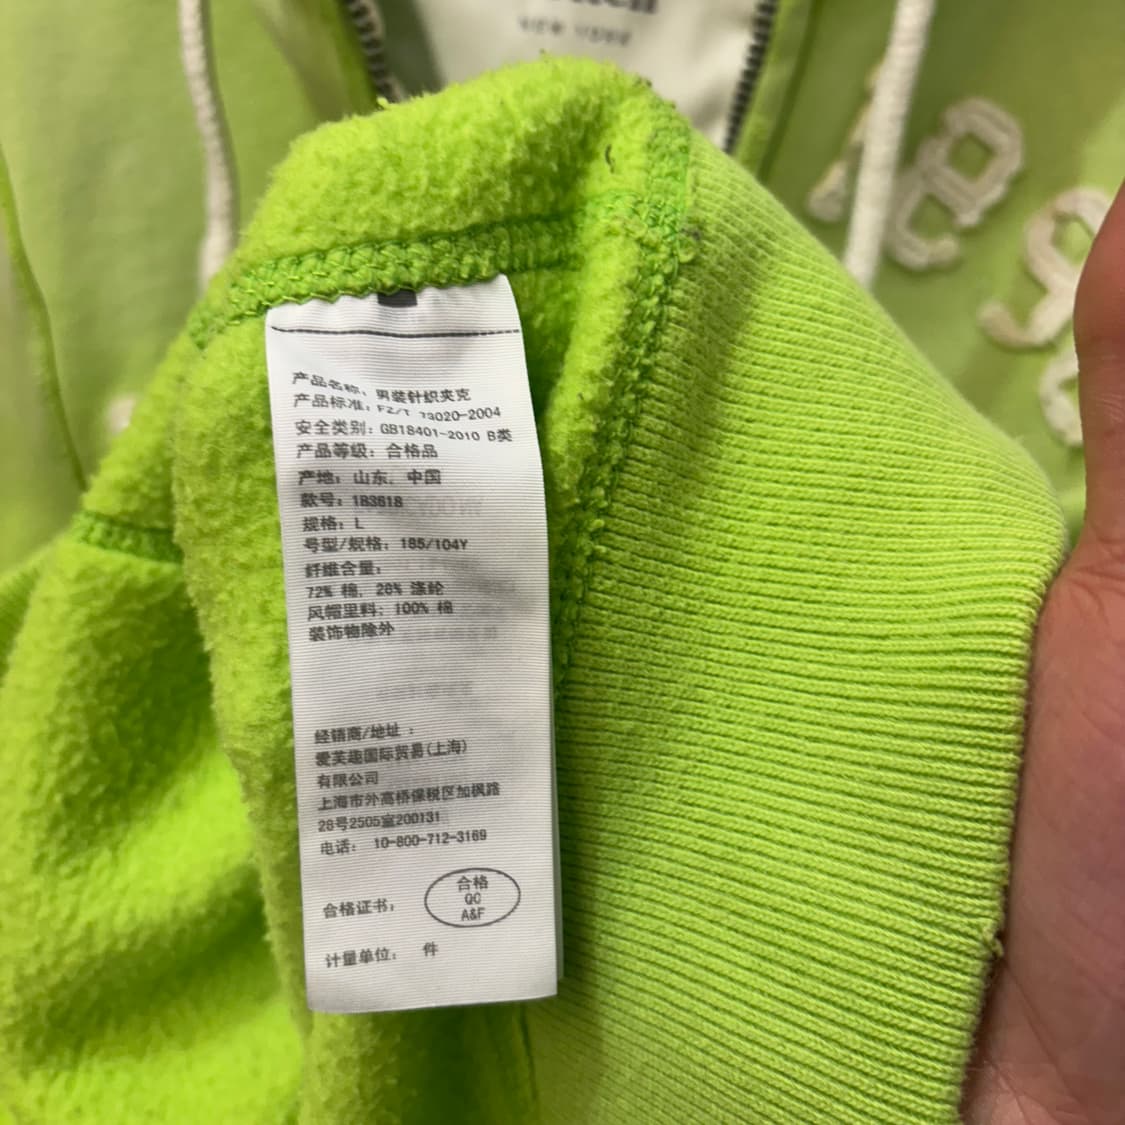 NEW YORK
产品名称：男装针织夹克
产品标准：FZ/T 73020-2004
安全类别：GB18401-2010 B类
产品等级：合格品
产地：山东，中国
款号：183618
规格：L
号型/规格：185/104Y
纤维含量：
72% 棉，28% 涤纶
风帽里料：100% 棉
装饰物除外
经销商/地址：
爱芙趣国际贸易(上海)
有限公司
上海市外高桥保税区加枫路
28号2505室200131
电话： 10-800-712-3169
合格
QC
A&F
合格证书：
计量单位： 件